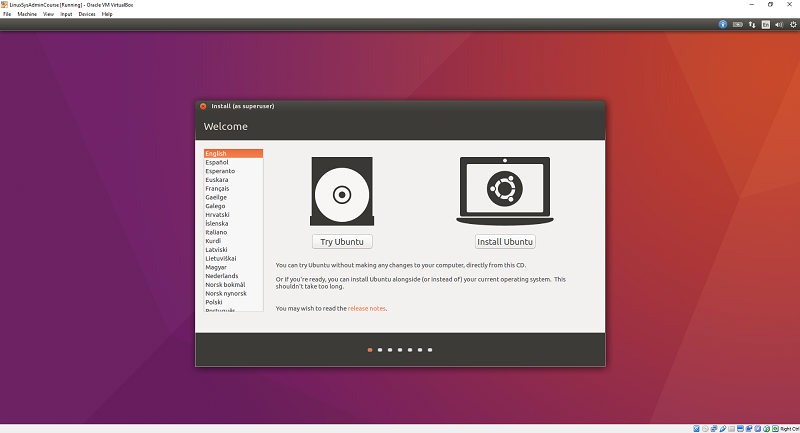 LinuxSysAdminCourse [Running] - Oracle VM VirtualBox
File Machine View Input Devices Help
En
Install (as superuser)
Welcome
English
Español
Esperanto
Euskara
Français
Gaeilge
Galego
Hrvatski
Íslenska
Italiano
Kurdî
Latviski
Lietuviškai
Magyar
Nederlands
Norsk bokmål
Norsk nynorsk
Polski
Português
Try Ubuntu
Install Ubuntu
You can try Ubuntu without making any changes to your computer, directly from this CD.
Or if you're ready, you can install Ubuntu alongside (or instead of) your current operating system. This
shouldn't take too long.
You may wish to read the release notes.
Right Ctrl